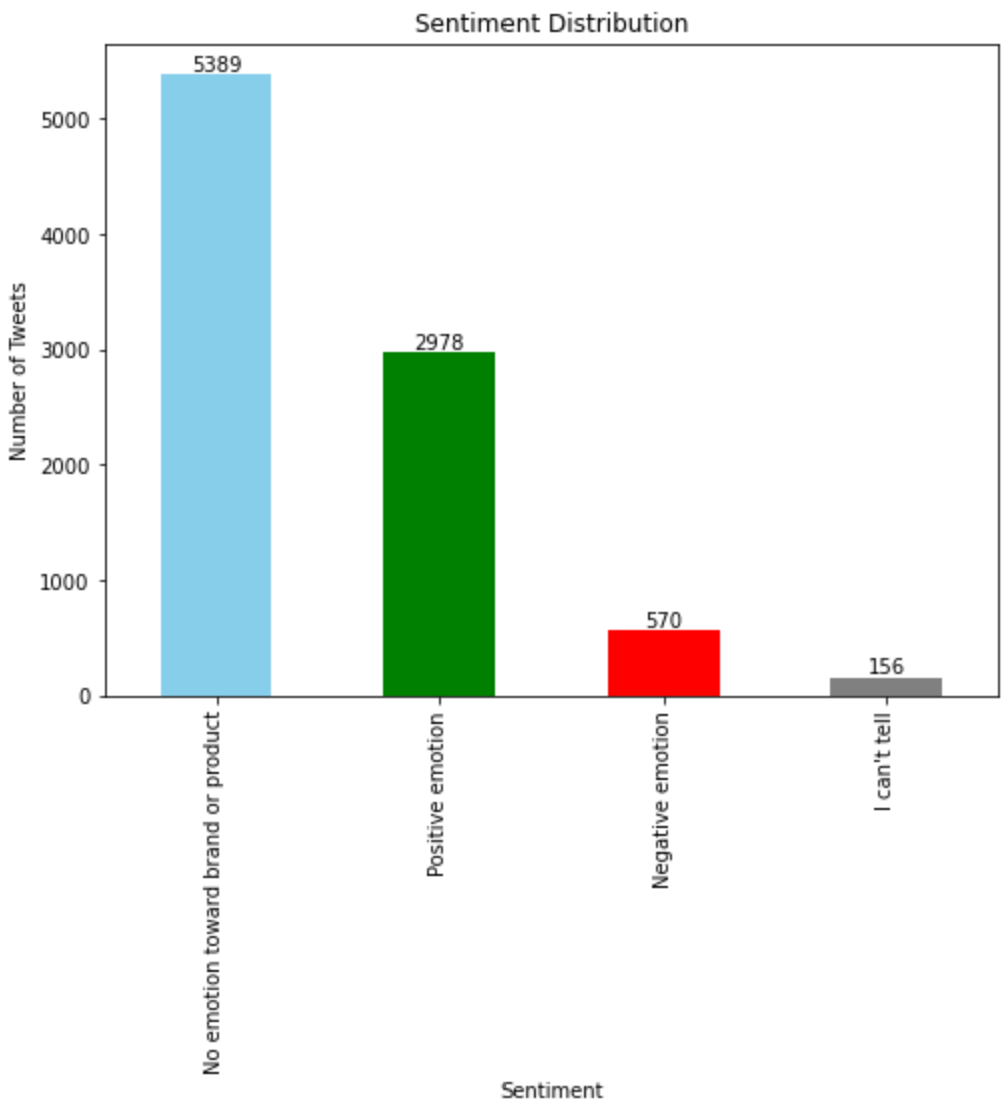 Sentiment Distribution
5389
2978
570
156
5000
4000
3000
2000
1000
0
Number of Tweets
No emotion toward brand or product
Positive emotion
Negative emotion
I can't tell
Sentiment